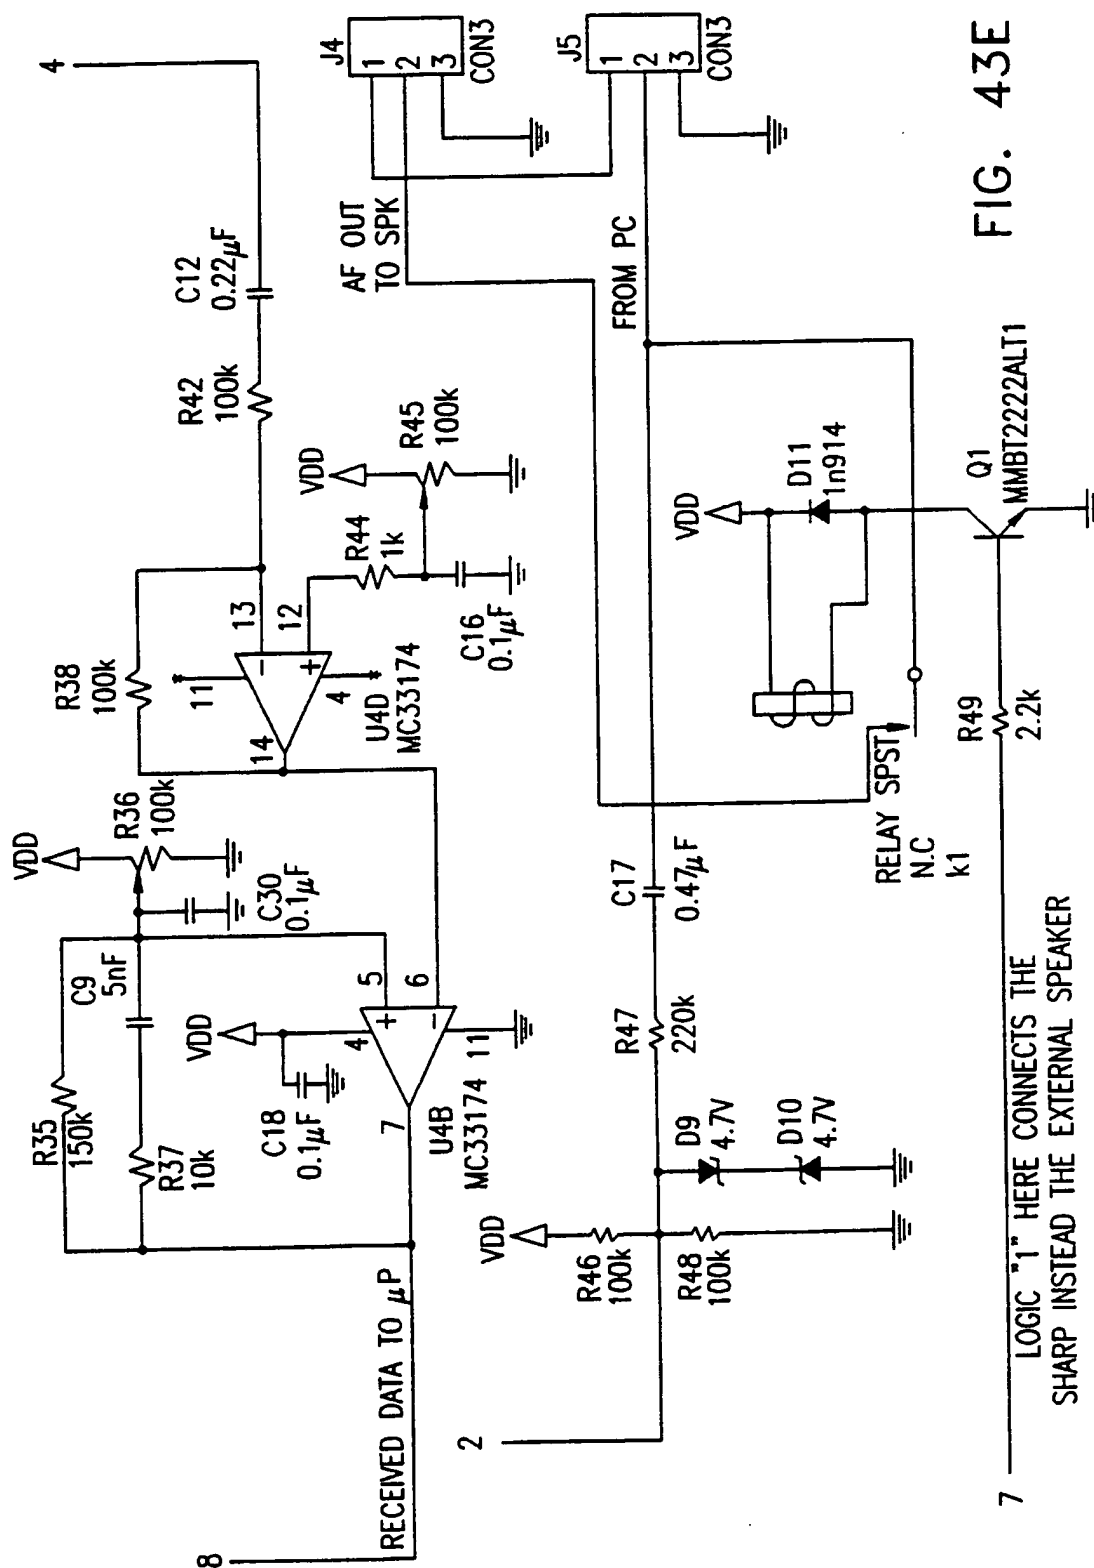 4
J4
1
2
3
CON3
J5
1
2
3
CON3
FIG. 43E
C12
0.22μF
R42
100k
AF OUT
TO SPK
FROM PC
R38
100k
13
12
11
4
14
U4D
MC33174
R44
1k
VDD
R45
100k
C16
0.1μF
VDD
R36
100k
C30
0.1μF
C9
5nF
R35
150k
R37
10k
VDD
C18
0.1μF
5
6
4
11
7
U4B
MC33174
RECEIVED DATA TO μP
8
VDD
D11
1n914
Q1
MMBT2222ALT1
RELAY SPST
N.C
k1
R49
2.2k
C17
0.47μF
R47
220k
D9
4.7V
D10
4.7V
VDD
R46
100k
R48
100k
2
7
LOGIC "1" HERE CONNECTS THE
SHARP INSTEAD THE EXTERNAL SPEAKER